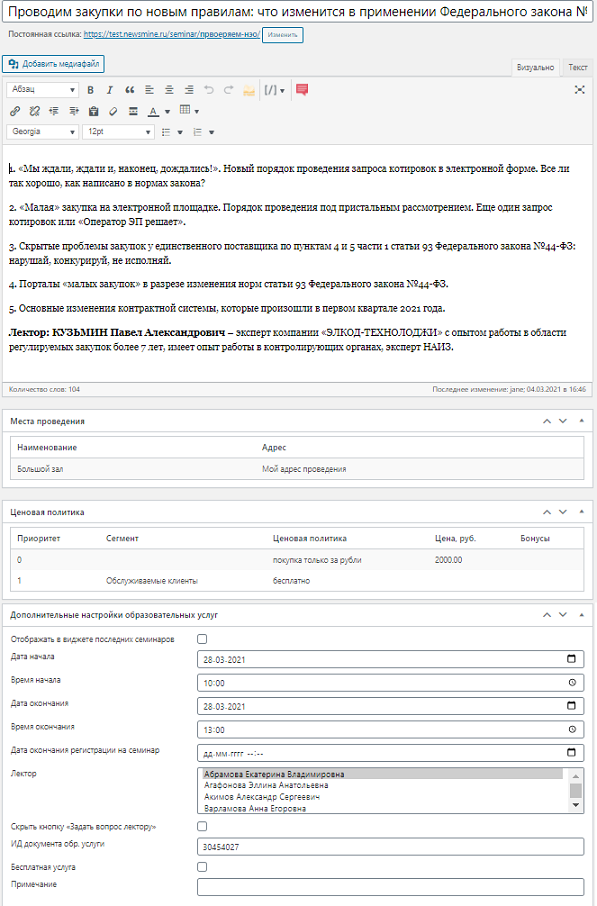 Проводим закупки по новым правилам: что изменится в применении Федерального закона №
Постоянная ссылка: https://test.newsmine.ru/seminar/првоеряем-нэо/ Изменить
Добавить медиафайл
Визуально Текст
Абзац
Georgia 12pt
1. «Мы ждали, ждали и, наконец, дождались!». Новый порядок проведения запроса котировок в электронной форме. Все ли
так хорошо, как написано в нормах закона?
2. «Малая» закупка на электронной площадке. Порядок проведения под пристальным рассмотрением. Еще один запрос
котировок или «Оператор ЭП решает».
3. Скрытые проблемы закупок у единственного поставщика по пунктам 4 и 5 части 1 статьи 93 Федерального закона №44-ФЗ:
нарушай, конкурируй, не исполняй.
4. Порталы «малых закупок» в разрезе изменения норм статьи 93 Федерального закона №44-ФЗ.
5. Основные изменения контрактной системы, которые произошли в первом квартале 2021 года.
Лектор: КУЗЬМИН Павел Александрович – эксперт компании «ЭЛКОД-ТЕХНОЛОДЖИ» с опытом работы в области
регулируемых закупок более 7 лет, имеет опыт работы в контролирующих органах, эксперт НАИЗ.
Количество слов: 104 Последнее изменение: jane; 04.03.2021 в 16:46
Места проведения
Наименование Адрес
Большой зал Мой адрес проведения
Ценовая политика
Приоритет Сегмент Ценовая политика Цена, руб. Бонусы
0 покупка только за рубли 2000.00
1 Обслуживаемые клиенты бесплатно
Дополнительные настройки образовательных услуг
Отображать в виджете последних семинаров
Дата начала 28-03-2021
Время начала 10:00
Дата окончания 28-03-2021
Время окончания 13:00
Дата окончания регистрации на семинар дд.мм.гггг --:--
Лектор Абрамова Екатерина Владимировна
Агафонова Эллина Анатольевна
Акимов Александр Сергеевич
Варламова Анна Егоровна
Скрыть кнопку «Задать вопрос лектору»
ИД документа обр. услуги 30454027
Бесплатная услуга
Примечание